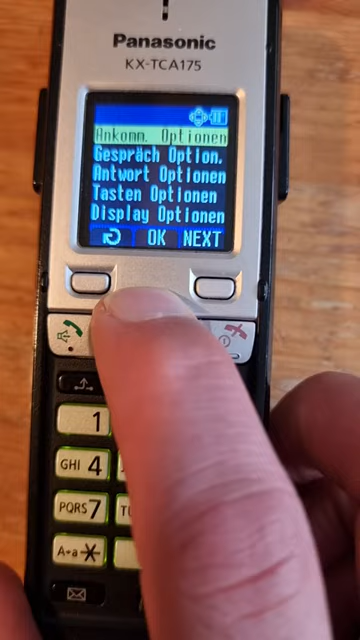 Panasonic
KX-TCA175
Ankomm. Optionen
Gespräch Option.
Antwort Optionen
Tasten Optionen
Display Optionen
OK NEXT
1
GHI 4
PQRS 7
A→a